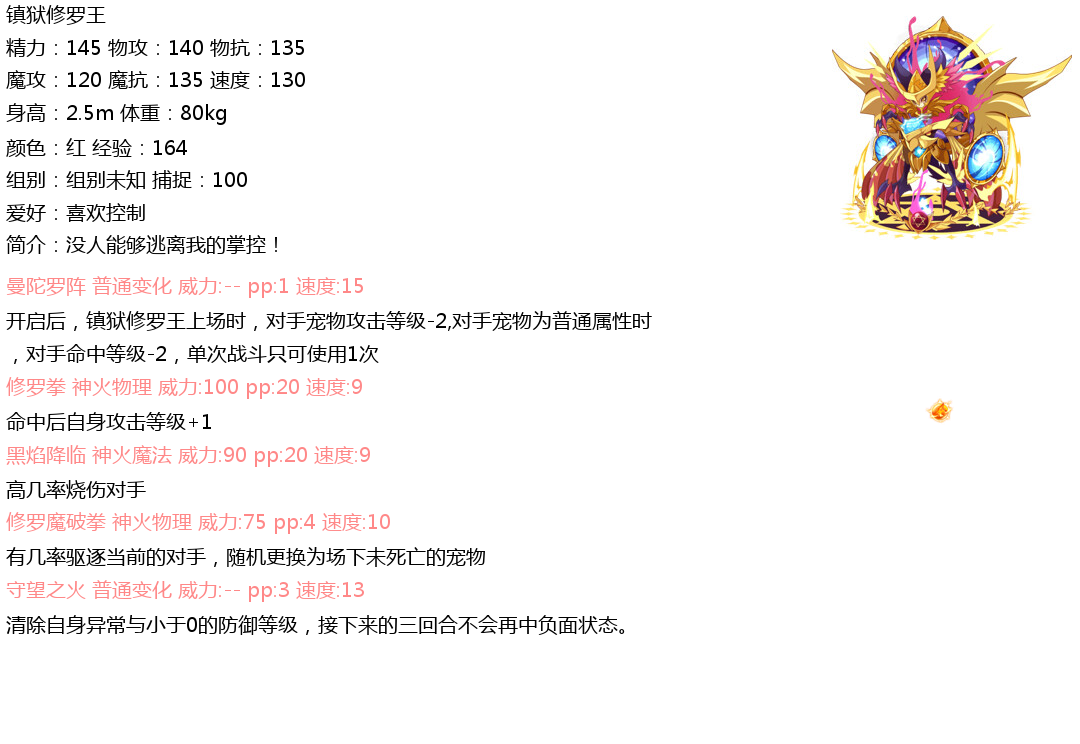 镇狱修罗王
精力：145 物攻：140 物抗：135
魔攻：120 魔抗：135 速度：130
身高：2.5m 体重：80kg
颜色：红 经验：164
组别：组别未知 捕捉：100
爱好：喜欢控制
简介：没人能够逃离我的掌控！
曼陀罗阵 普通变化 威力:-- pp:1 速度:15
开启后，镇狱修罗王上场时，对手宠物攻击等级-2,对手宠物为普通属性时
，对手命中等级-2，单次战斗只可使用1次
修罗拳 神火物理 威力:100 pp:20 速度:9
命中后自身攻击等级+1
黑焰降临 神火魔法 威力:90 pp:20 速度:9
高几率烧伤对手
修罗魔破拳 神火物理 威力:75 pp:4 速度:10
有几率驱逐当前的对手，随机更换为场下未死亡的宠物
守望之火 普通变化 威力:-- pp:3 速度:13
清除自身异常与小于0的防御等级，接下来的三回合不会再中负面状态。